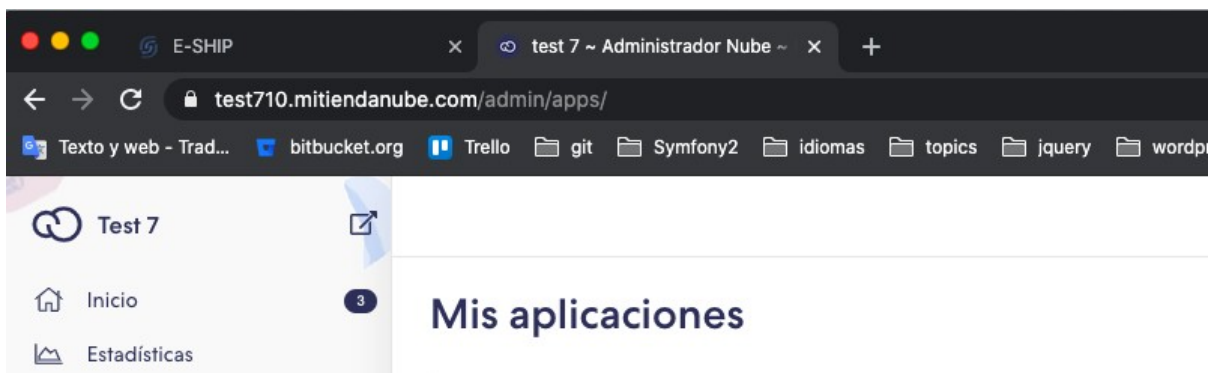 E-SHIP
test 7 ~ Administrador Nube ~
test710.mitiendanube.com/admin/apps/
Texto y web - Trad... bitbucket.org Trello git Symfony2 idiomas topics jquery wordpr
Test 7
Inicio 3
Mis aplicaciones
Estadísticas